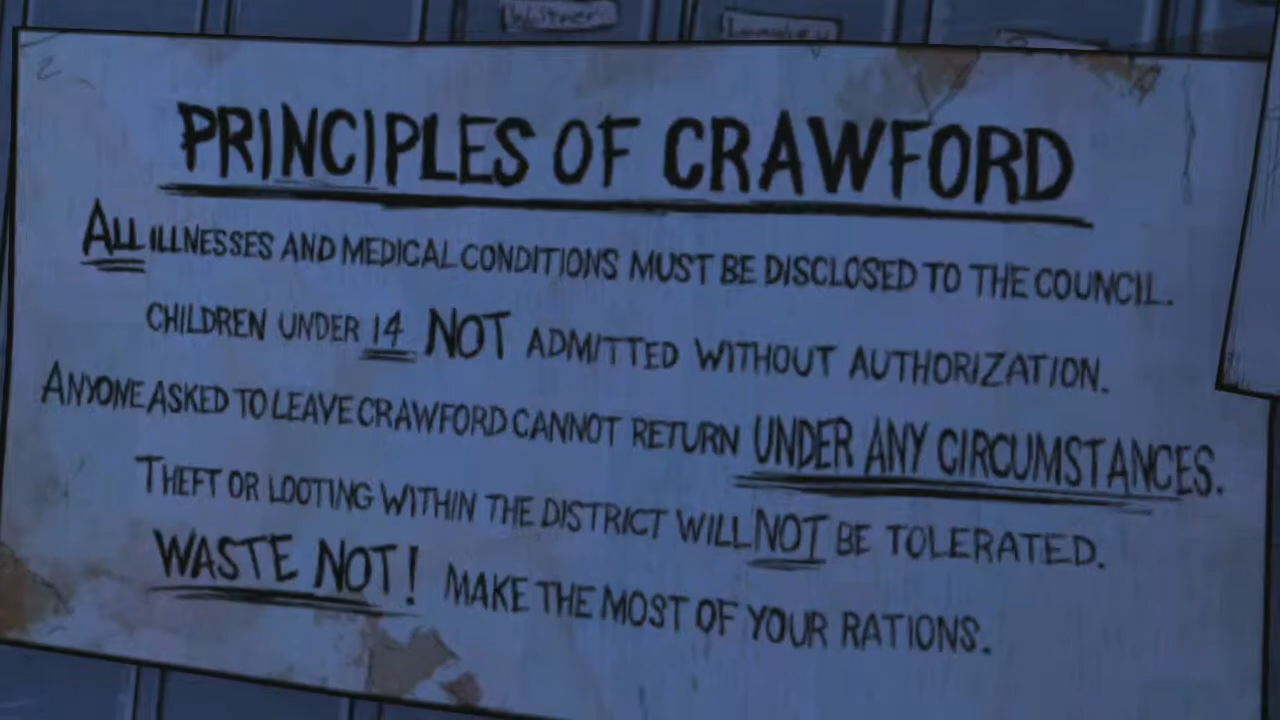 Whitner
PRINCIPLES OF CRAWFORD
ALL ILLNESSES AND MEDICAL CONDITIONS MUST BE DISCLOSED TO THE COUNCIL.
CHILDREN UNDER 14 NOT ADMITTED WITHOUT AUTHORIZATION.
ANYONE ASKED TO LEAVE CRAWFORD CANNOT RETURN UNDER ANY CIRCUMSTANCES.
THEFT OR LOOTING WITHIN THE DISTRICT WILL NOT BE TOLERATED.
WASTE NOT! MAKE THE MOST OF YOUR RATIONS.